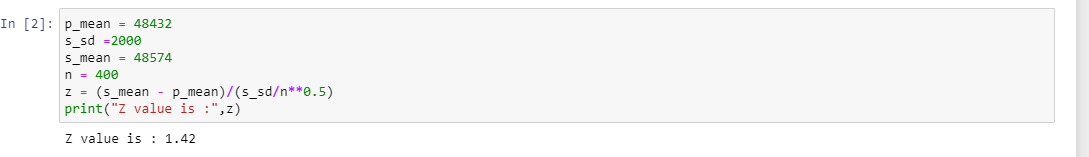 In [2]: p_mean = 48432
s_sd =2000
s_mean = 48574
n = 400
z = (s_mean - p_mean)/(s_sd/n**0.5)
print("Z value is :",z)
Z value is : 1.42